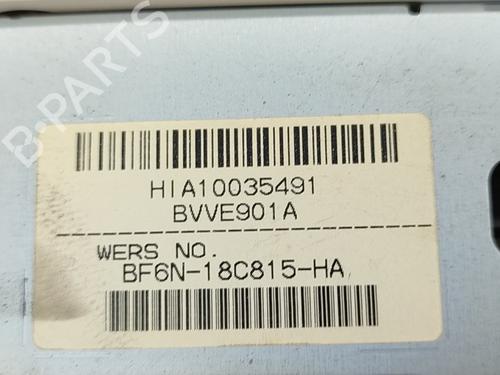 B-PARTS
HIA10035491
BVVE901A
WERS NO.
BF6N-18C815-HA